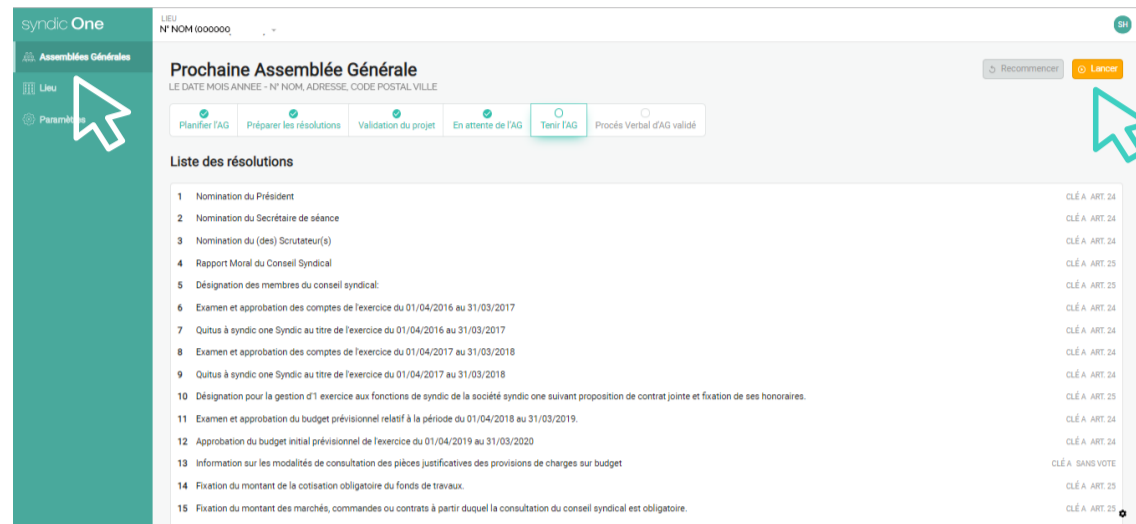 syndic One
LIEU
N° NOM (000000
SH
Assemblées Générales
Lieu
Paramètres
Prochaine Assemblée Générale
LE DATE MOIS ANNEE - N° NOM, ADRESSE, CODE POSTAL VILLE
Recommencer
Lancer
Planifier l'AG
Préparer les résolutions
Validation du projet
En attente de l'AG
Tenir l'AG
Procès Verbal d'AG validé
Liste des résolutions
1 Nomination du Président CLÉ A ART. 24
2 Nomination du Secrétaire de séance CLÉ A ART. 24
3 Nomination du (des) Scrutateur(s) CLÉ A ART. 24
4 Rapport Moral du Conseil Syndical CLÉ A ART. 25
5 Désignation des membres du conseil syndical: CLÉ A ART. 25
6 Examen et approbation des comptes de l'exercice du 01/04/2016 au 31/03/2017 CLÉ A ART. 24
7 Quitus à syndic one Syndic au titre de l'exercice du 01/04/2016 au 31/03/2017 CLÉ A ART. 24
8 Examen et approbation des comptes de l'exercice du 01/04/2017 au 31/03/2018 CLÉ A ART. 24
9 Quitus à syndic one Syndic au titre de l'exercice du 01/04/2017 au 31/03/2018 CLÉ A ART. 24
10 Désignation pour la gestion d'1 exercice aux fonctions de syndic de la société syndic one suivant proposition de contrat jointe et fixation de ses honoraires. CLÉ A ART. 25
11 Examen et approbation du budget prévisionnel relatif à la période du 01/04/2018 au 31/03/2019. CLÉ A ART. 24
12 Approbation du budget initial prévisionnel de l'exercice du 01/04/2019 au 31/03/2020 CLÉ A ART. 24
13 Information sur les modalités de consultation des pièces justificatives des provisions de charges sur budget CLÉ A SANS VOTE
14 Fixation du montant de la cotisation obligatoire du fonds de travaux. CLÉ A ART. 25
15 Fixation du montant des marchés, commandes ou contrats à partir duquel la consultation du conseil syndical est obligatoire. CLÉ A ART. 25